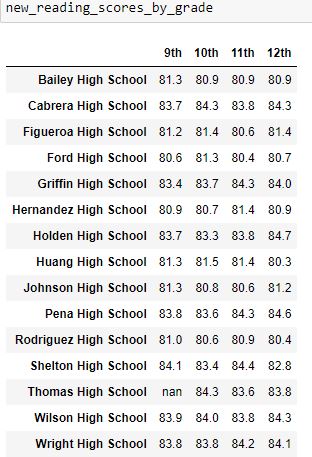 new_reading_scores_by_grade
9th 10th 11th 12th
Bailey High School 81.3 80.9 80.9 80.9
Cabrera High School 83.7 84.3 83.8 84.3
Figueroa High School 81.2 81.4 80.6 81.4
Ford High School 80.6 81.3 80.4 80.7
Griffin High School 83.4 83.7 84.3 84.0
Hernandez High School 80.9 80.7 81.4 80.9
Holden High School 83.7 83.3 83.8 84.7
Huang High School 81.3 81.5 81.4 80.3
Johnson High School 81.3 80.8 80.6 81.2
Pena High School 83.8 83.6 84.3 84.6
Rodriguez High School 81.0 80.6 80.9 80.4
Shelton High School 84.1 83.4 84.4 82.8
Thomas High School nan 84.3 83.6 83.8
Wilson High School 83.9 84.0 83.8 84.3
Wright High School 83.8 83.8 84.2 84.1